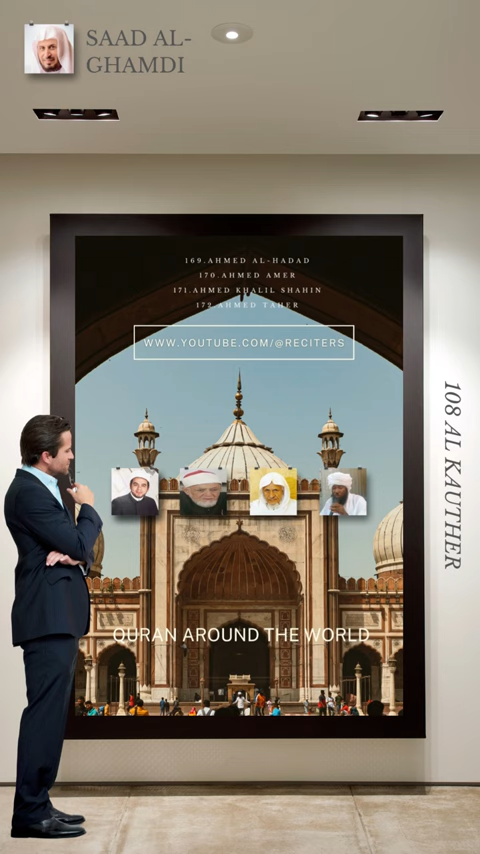 SAAD AL-
GHAMDI
169.AHMED AL-HADAD
170.AHMED AMER
171.AHMED KHALIL SHAHIN
172.AHMED TAHER
WWW.YOUTUBE.COM/@RECITERS
108 AL KAUTHER
QURAN AROUND THE WORLD